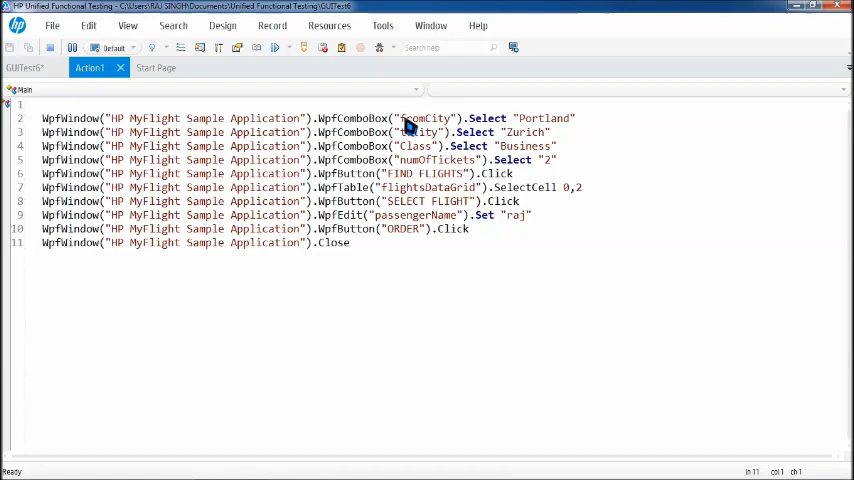 HP Unified Functional Testing - C:\Users\RAJ SINGH\Documents\Unified Functional Testing\GUITest6
hp File Edit View Search Design Record Resources Tools Window Help
Default Search help
GUITest6* Action1 Start Page
Main
1
2 WpfWindow("HP MyFlight Sample Application").WpfComboBox("fromCity").Select "Portland"
3 WpfWindow("HP MyFlight Sample Application").WpfComboBox(" ").Select "Zurich"
4 WpfWindow("HP MyFlight Sample Application").WpfComboBox("Class").Select "Business"
5 WpfWindow("HP MyFlight Sample Application").WpfComboBox("numOfTickets").Select "2"
6 WpfWindow("HP MyFlight Sample Application").WpfButton("FIND FLIGHTS").Click
7 WpfWindow("HP MyFlight Sample Application").WpfTable("flightsDataGrid").SelectCell 0,2
8 WpfWindow("HP MyFlight Sample Application").WpfButton("SELECT FLIGHT").Click
9 WpfWindow("HP MyFlight Sample Application").WpfEdit("passengerName").Set "raj"
10 WpfWindow("HP MyFlight Sample Application").WpfButton("ORDER").Click
11 WpfWindow("HP MyFlight Sample Application").Close
Ready ln 11 col 1 ch 1